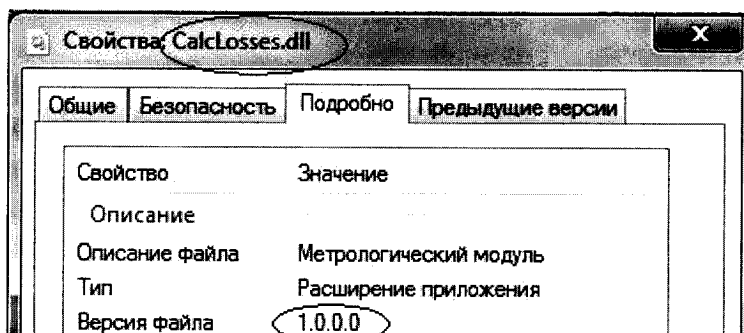 Свойства: CalcLosses.dll
x
Общие Безопасность Подробно Предыдущие версии
Свойство Значение
Описание
Описание файла Метрологический модуль
Тип Расширение приложения
Версия файла 1.0.0.0